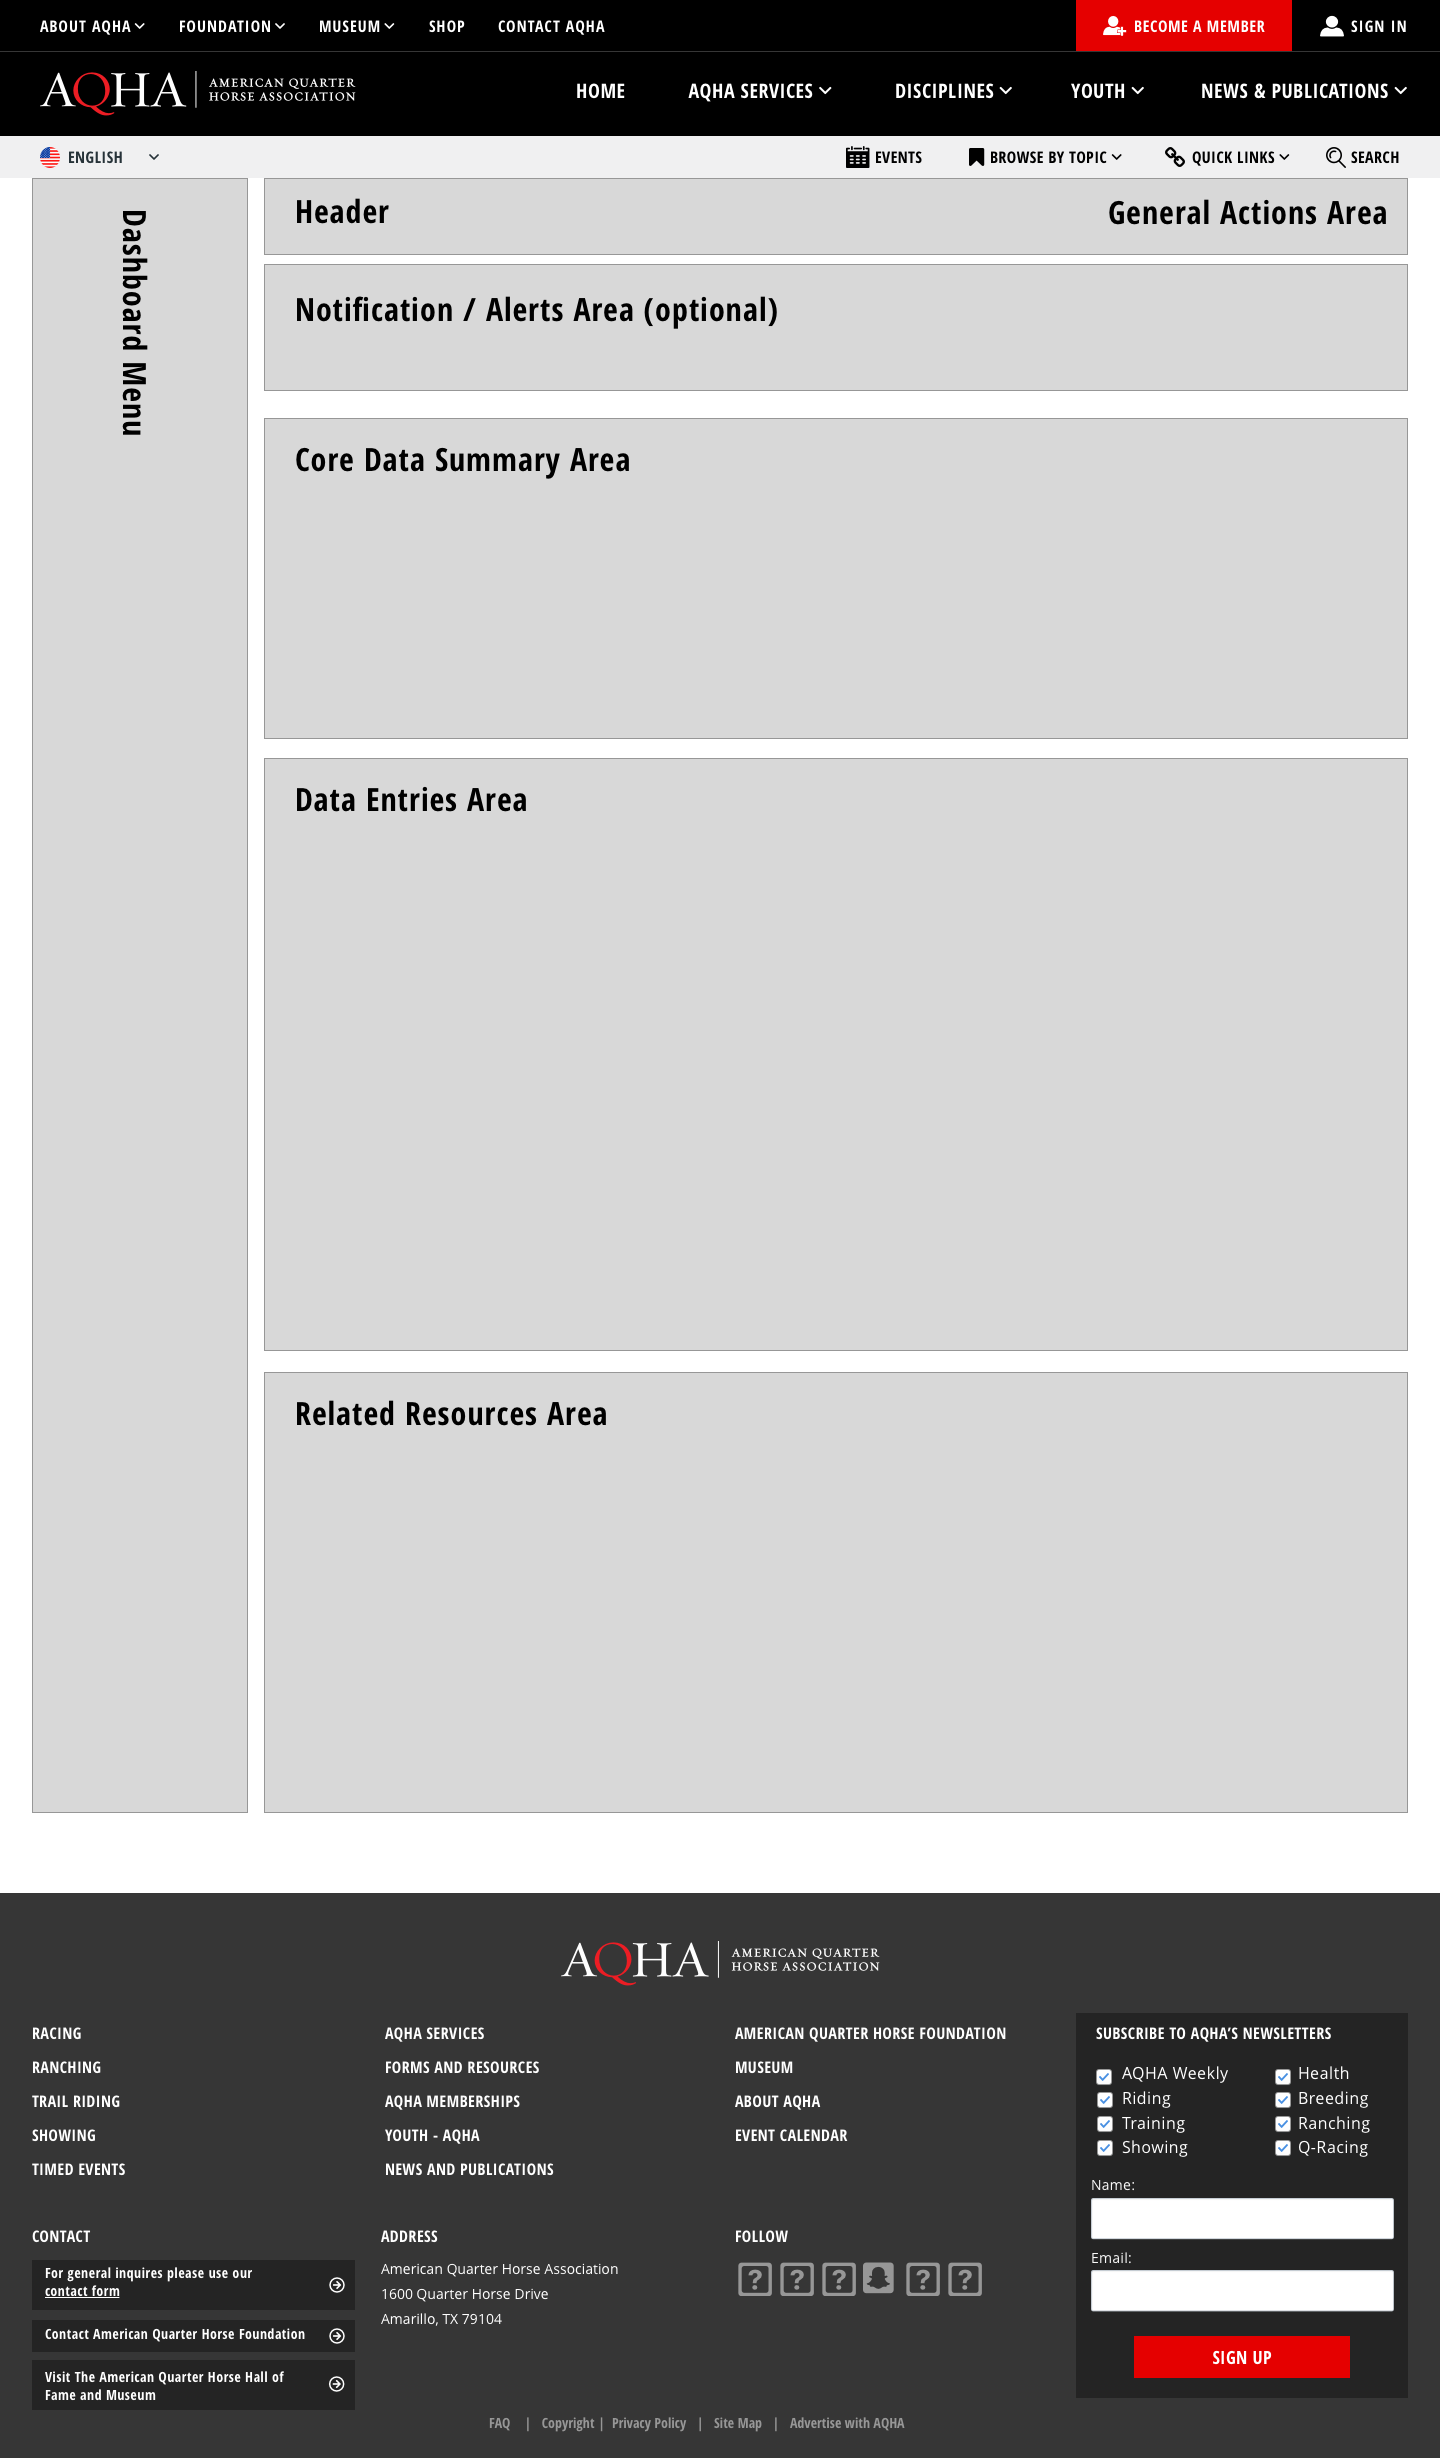 ABOUT AQHA FOUNDATION MUSEUM SHOP CONTACT AQHA BECOME A MEMBER SIGN IN
AQHA AMERICAN QUARTER
HORSE ASSOCIATION
HOME AQHA SERVICES DISCIPLINES YOUTH NEWS & PUBLICATIONS
ENGLISH EVENTS BROWSE BY TOPIC QUICK LINKS SEARCH
Dashboard Menu
Header General Actions Area
Notification / Alerts Area (optional)
Core Data Summary Area
Data Entries Area
Related Resources Area
AQHA AMERICAN QUARTER
HORSE ASSOCIATION
RACING
RANCHING
TRAIL RIDING
SHOWING
TIMED EVENTS
AQHA SERVICES
FORMS AND RESOURCES
AQHA MEMBERSHIPS
YOUTH - AQHA
NEWS AND PUBLICATIONS
AMERICAN QUARTER HORSE FOUNDATION
MUSEUM
ABOUT AQHA
EVENT CALENDAR
SUBSCRIBE TO AQHA’S NEWSLETTERS
AQHA Weekly Health
Riding Breeding
Training Ranching
Showing Q-Racing
Name:
Email:
SIGN UP
CONTACT
For general inquires please use our
contact form
Contact American Quarter Horse Foundation
Visit The American Quarter Horse Hall of
Fame and Museum
ADDRESS
American Quarter Horse Association
1600 Quarter Horse Drive
Amarillo, TX 79104
FOLLOW
? ? ? ? ?
FAQ | Copyright | Privacy Policy | Site Map | Advertise with AQHA